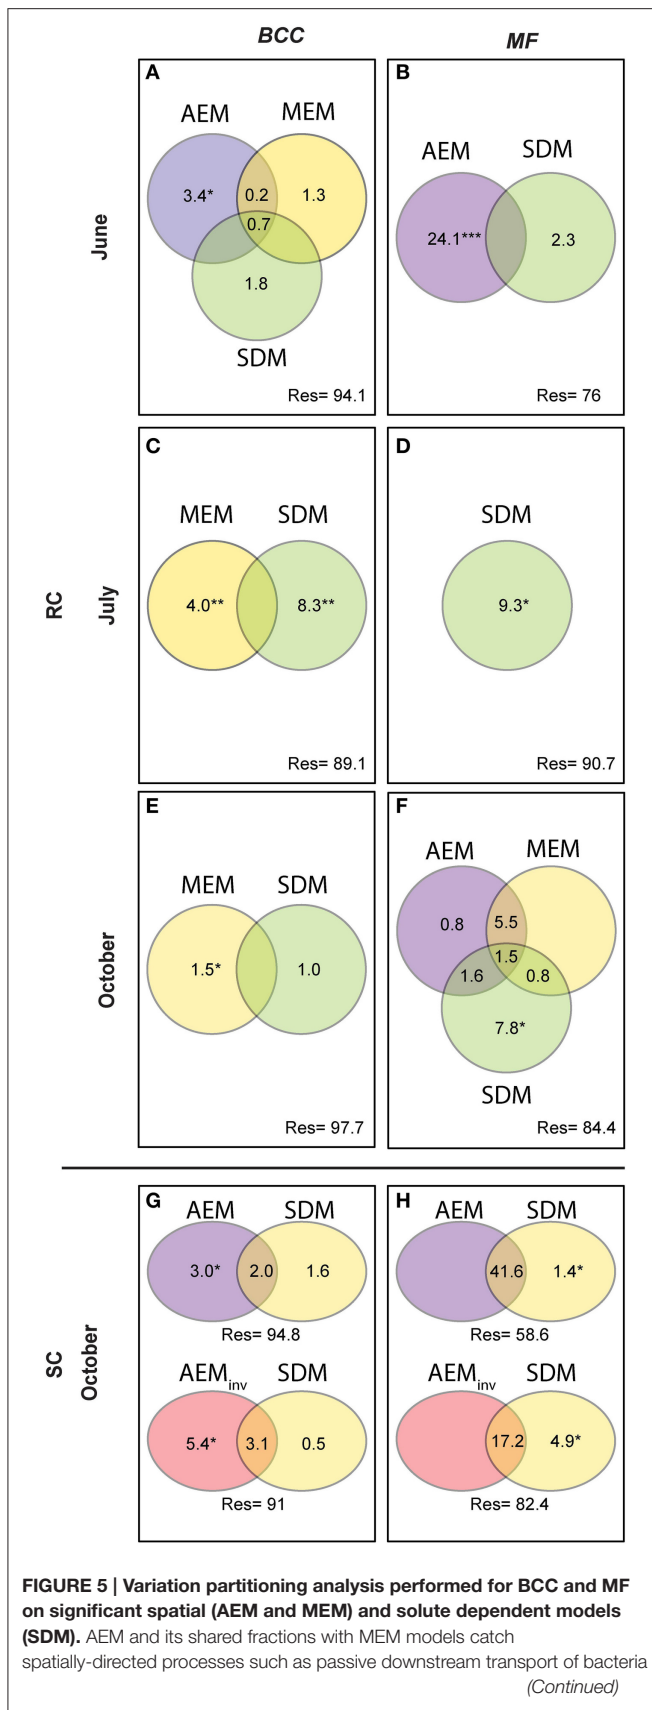 BCC
MF
June
A
AEM
MEM
3.4*
0.2
1.3
0.7
1.8
SDM
Res= 94.1
B
AEM
SDM
24.1***
2.3
Res= 76
RC
July
C
MEM
SDM
4.0**
8.3**
Res= 89.1
D
SDM
9.3*
Res= 90.7
October
E
MEM
SDM
1.5*
1.0
Res= 97.7
F
AEM
MEM
0.8
5.5
1.5
1.6
0.8
7.8*
SDM
Res= 84.4
SC
October
G
AEM
SDM
3.0*
2.0
1.6
Res= 94.8
AEMinv
SDM
5.4*
3.1
0.5
Res= 91
H
AEM
SDM
41.6
1.4*
Res= 58.6
AEMinv
SDM
17.2
4.9*
Res= 82.4
FIGURE 5 | Variation partitioning analysis performed for BCC and MF
on significant spatial (AEM and MEM) and solute dependent models
(SDM). AEM and its shared fractions with MEM models catch
spatially-directed processes such as passive downstream transport of bacteria
(Continued)